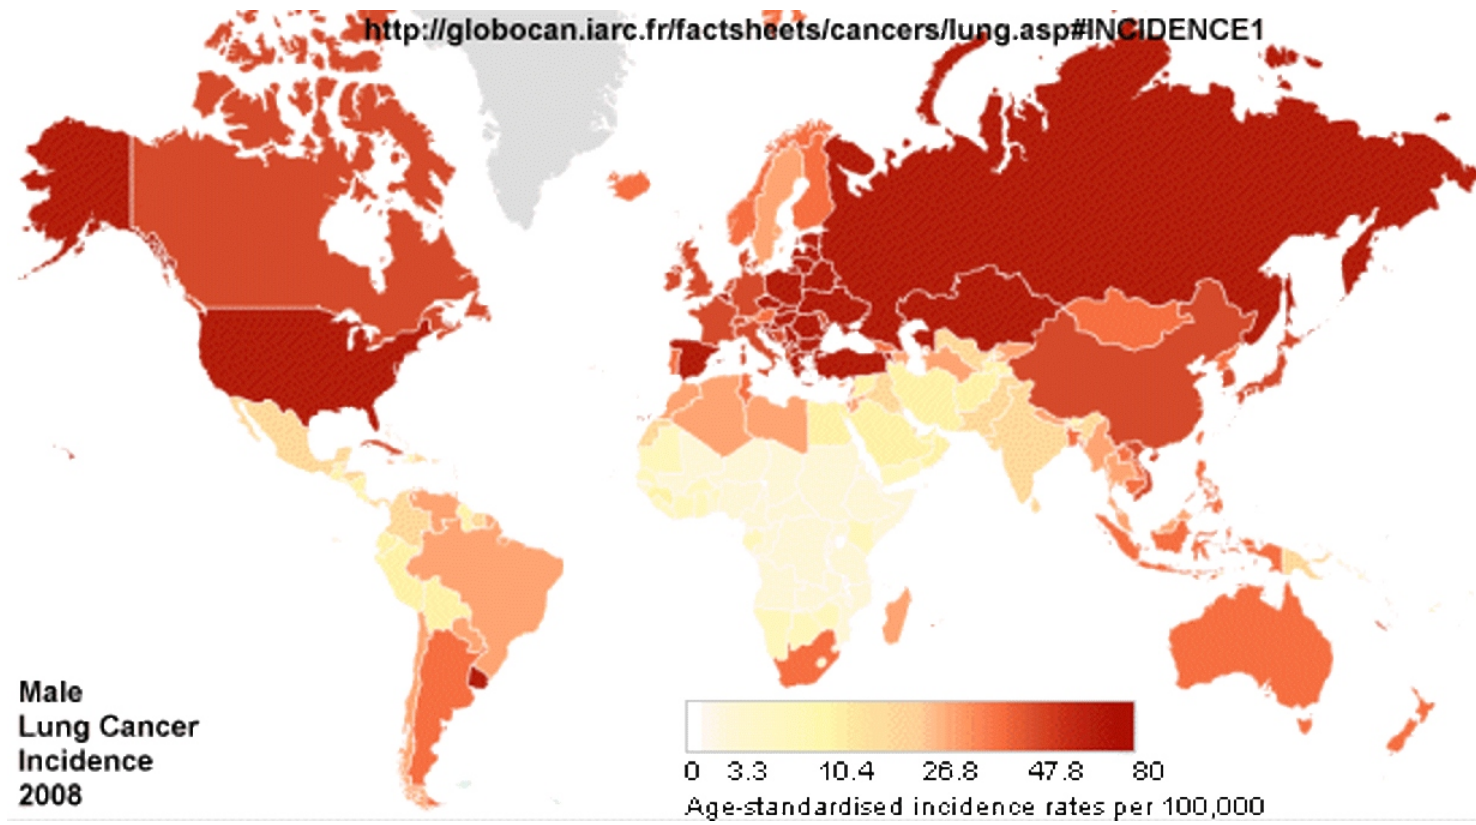 http://globocan.iarc.fr/factsheets/cancers/lung.asp#INCIDENCE1
Male
Lung Cancer
Incidence
2008
0 3.3 10.4 26.8 47.8 80
Age-standardised incidence rates per 100,000